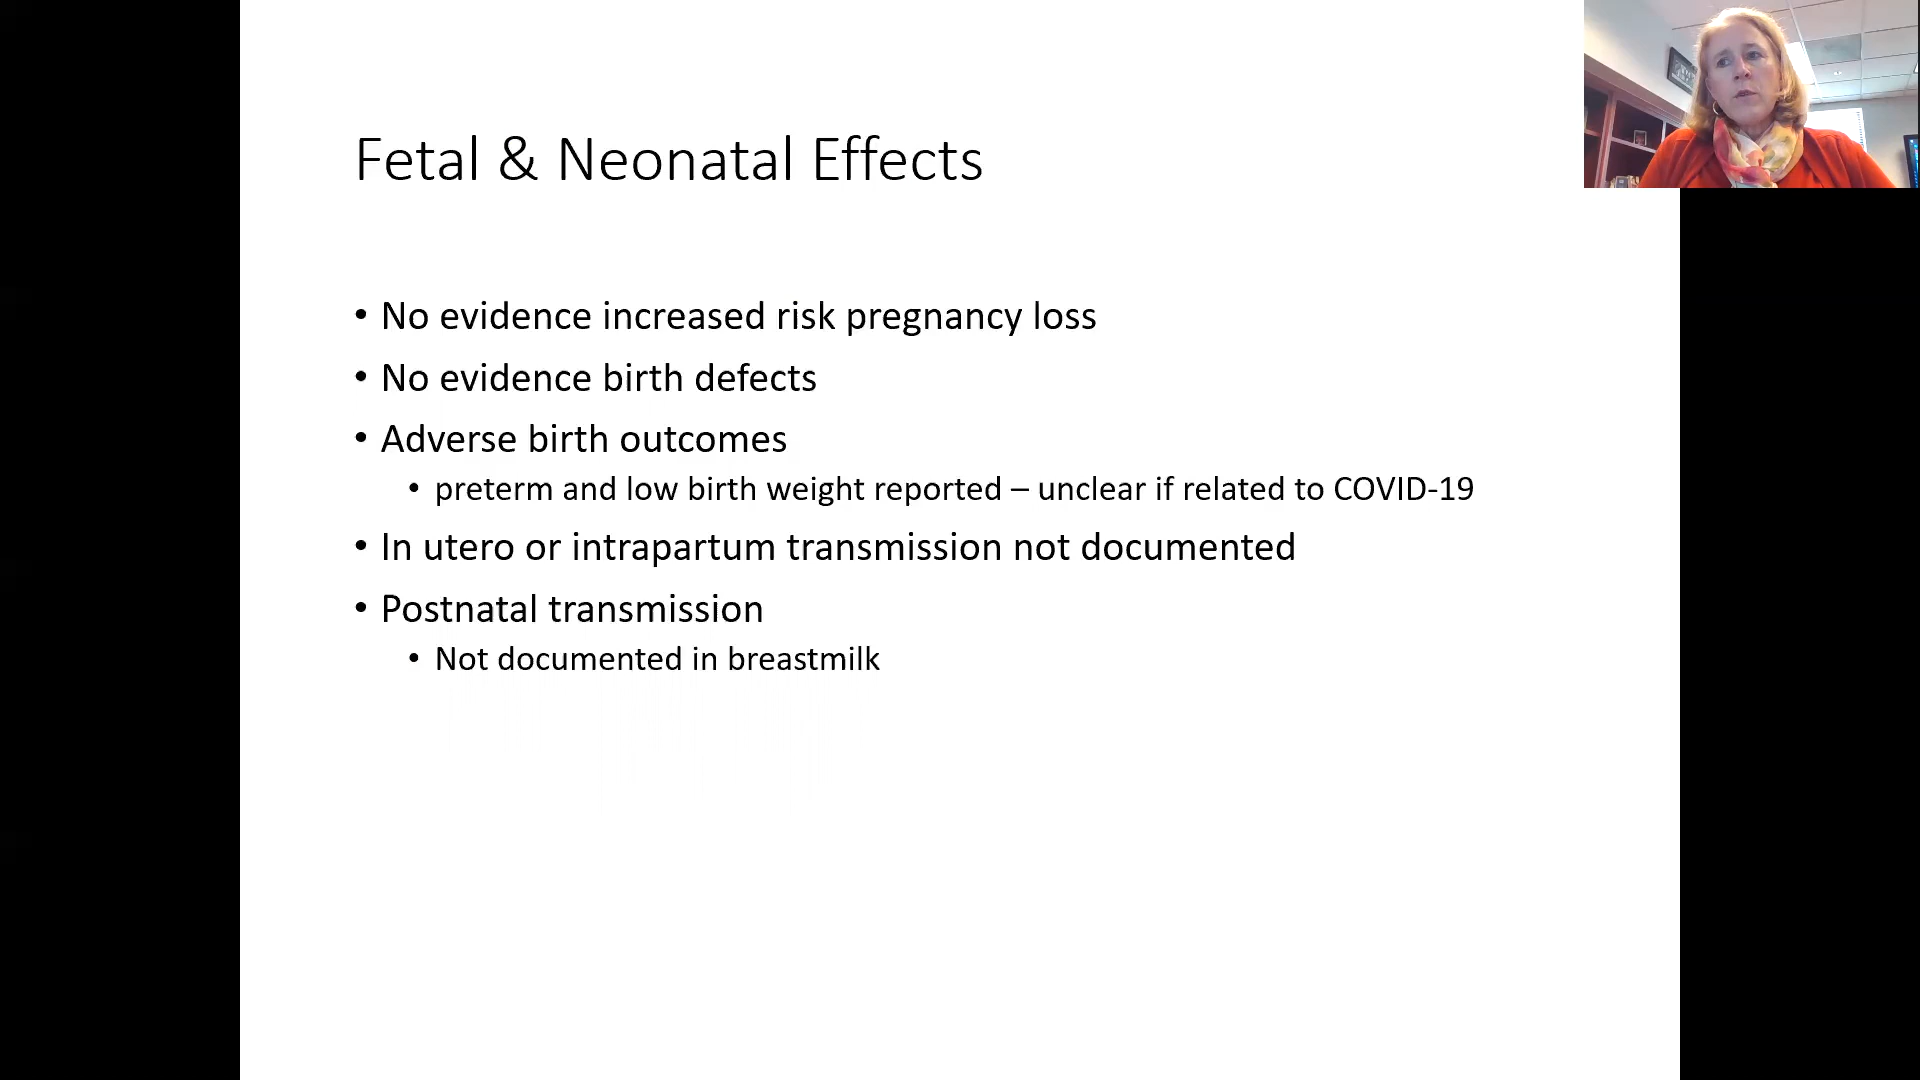 Fetal & Neonatal Effects
• No evidence increased risk pregnancy loss
• No evidence birth defects
• Adverse birth outcomes
• preterm and low birth weight reported – unclear if related to COVID-19
• In utero or intrapartum transmission not documented
• Postnatal transmission
• Not documented in breastmilk